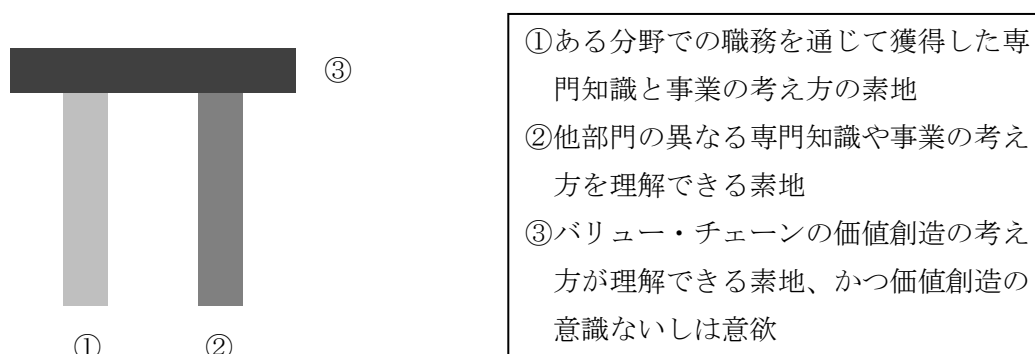 ③
①
②
①ある分野での職務を通じて獲得した専
門知識と事業の考え方の素地
②他部門の異なる専門知識や事業の考え
方を理解できる素地
③バリュー・チェーンの価値創造の考え
方が理解できる素地、かつ価値創造の
意識ないしは意欲